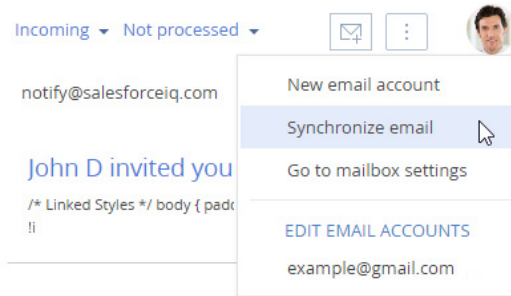 Incoming Not processed
notify@salesforceiq.com
New email account
Synchronize email
John D invited you
Go to mailbox settings
/* Linked Styles */ body {
!i
EDIT EMAIL ACCOUNTS
example@gmail.com